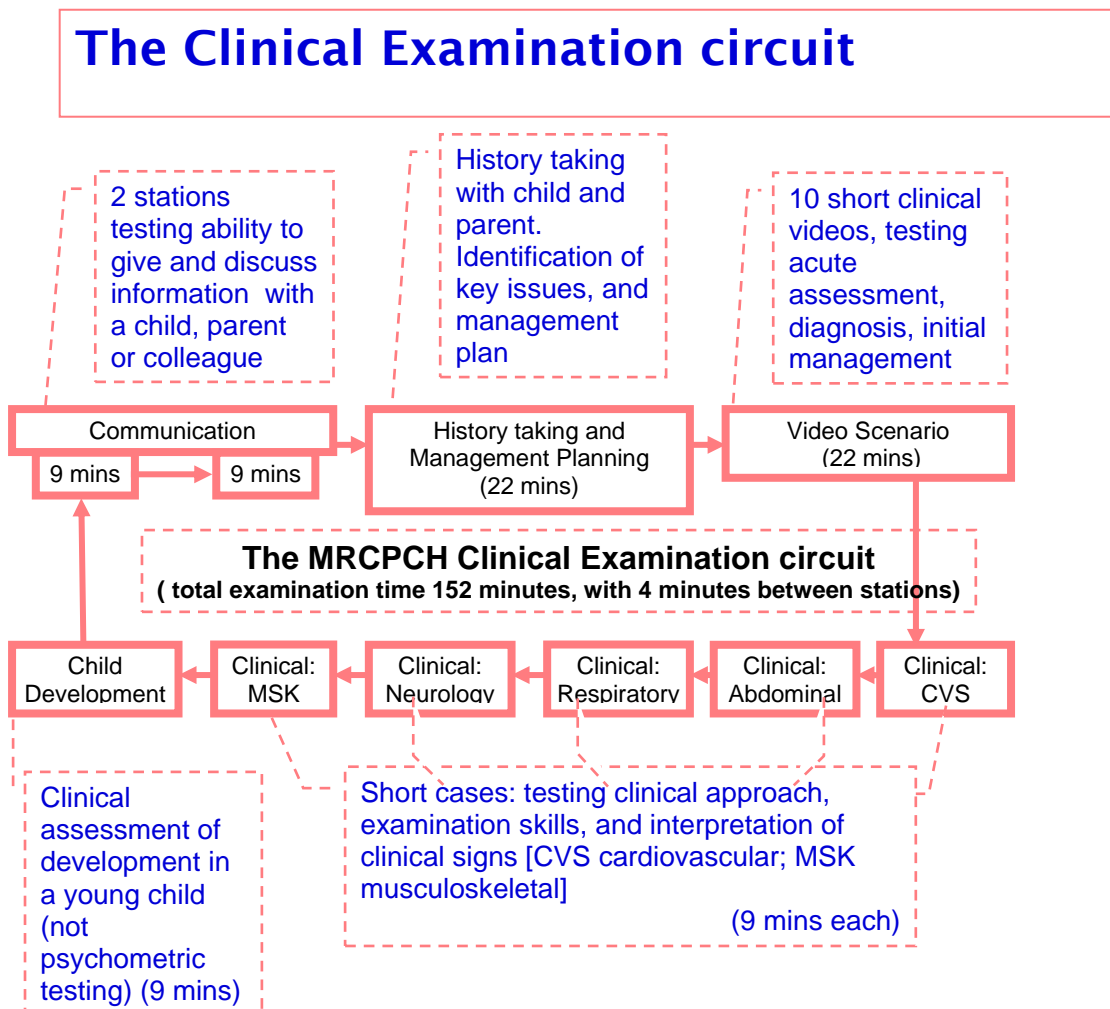 The Clinical Examination circuit
2 stations
testing ability to
give and discuss
information with
a child, parent
or colleague
History taking
with child and
parent.
Identification of
key issues, and
management
plan
10 short clinical
videos, testing
acute
assessment,
diagnosis, initial
management
Communication
9 mins
9 mins
History taking and
Management Planning
(22 mins)
Video Scenario
(22 mins)
The MRCPCH Clinical Examination circuit
( total examination time 152 minutes, with 4 minutes between stations)
Child
Development
Clinical:
MSK
Clinical:
Neurology
Clinical:
Respiratory
Clinical:
Abdominal
Clinical:
CVS
Clinical
assessment of
development in
a young child
(not
psychometric
testing) (9 mins)
Short cases: testing clinical approach,
examination skills, and interpretation of
clinical signs [CVS cardiovascular; MSK
musculoskeletal]
(9 mins each)